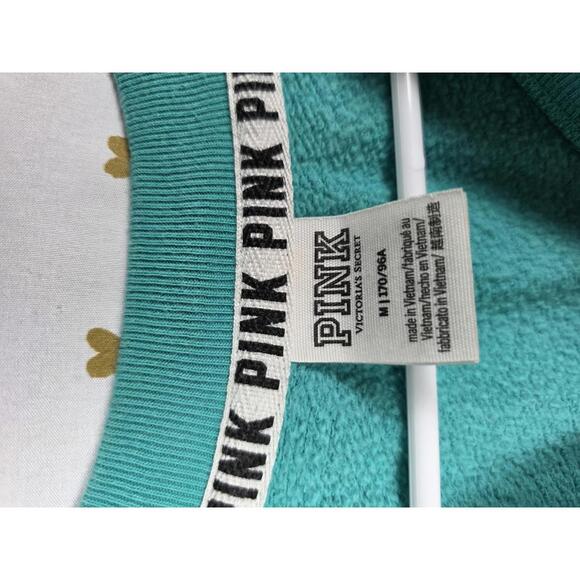 PINK PINK PINK PIN
PINK
VICTORIA'S SECRET
M | 170/96A
made in Vietnam/fabriqué au
Vietnam/hecho en Vietnam/
fabbricato in Vietnam/ 越南制造